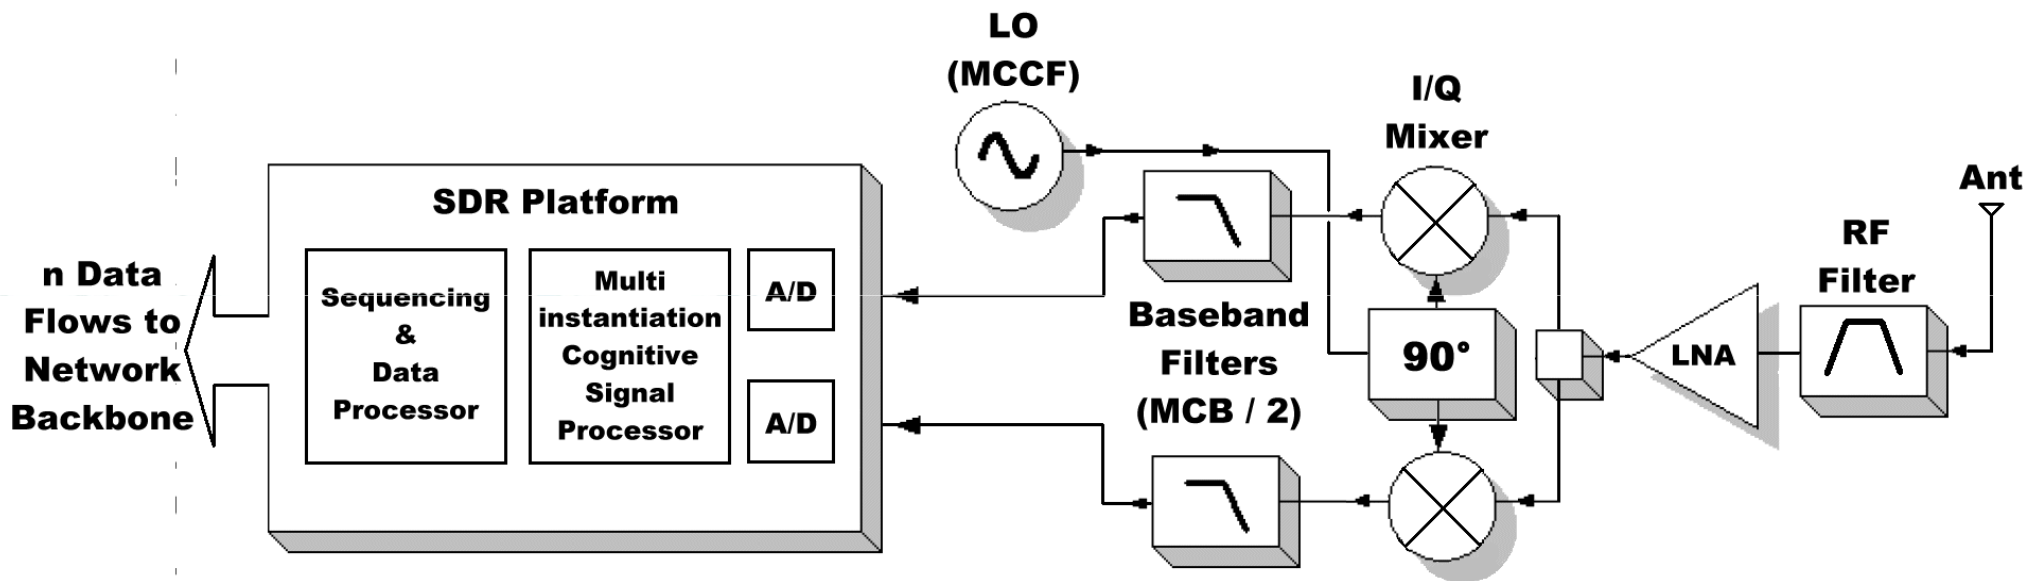 LO
(MCCF)
I/Q
Mixer
Ant
RF
Filter
SDR Platform
n Data
Flows to
Network
Backbone
Sequencing
&
Data
Processor
Multi
instantiation
Cognitive
Signal
Processor
A/D
A/D
Baseband
Filters
(MCB / 2)
90°
LNA